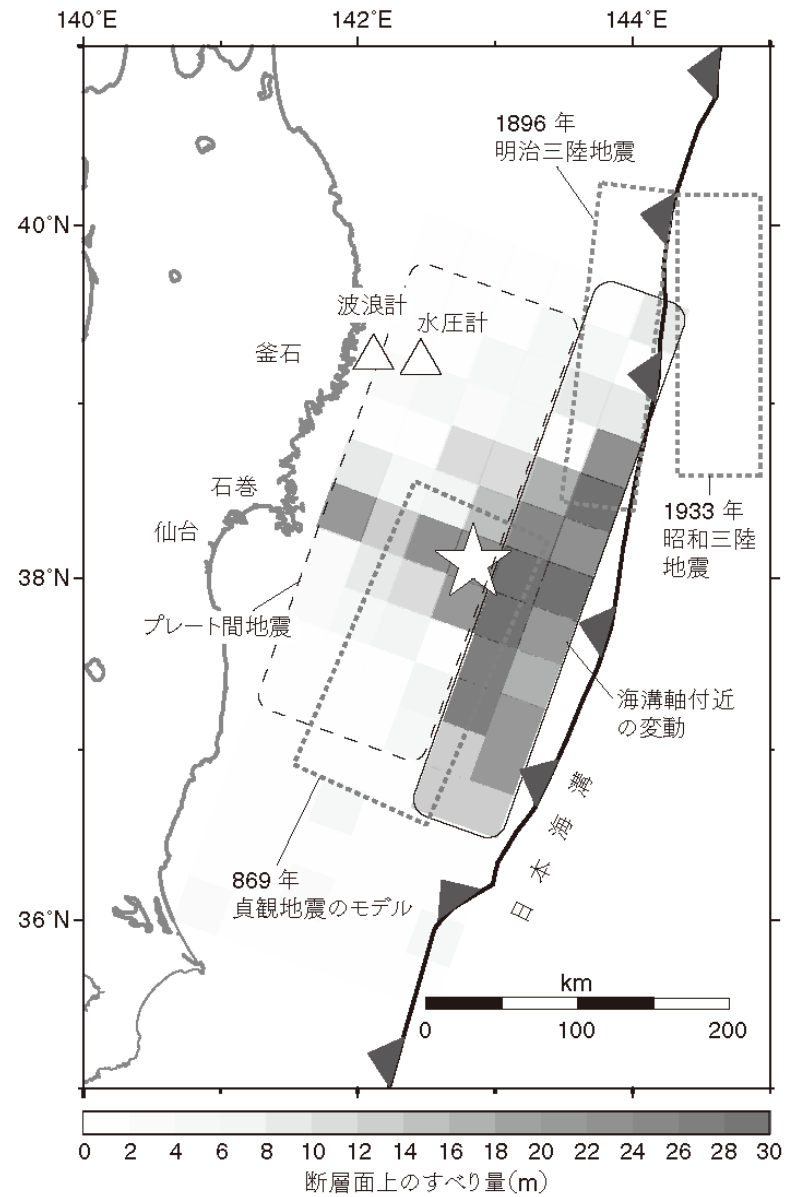 140˚E
142˚E
144˚E
1896 年
明治三陸地震
40˚N
波浪計
水圧計
釜石
石巻
仙台
1933 年
昭和三陸
地震
38˚N
プレート間地震
海溝軸付近
の変動
日本海溝
869 年
貞観地震のモデル
36˚N
km
0 100 200
0 2 4 6 8 10 12 14 16 18 20 22 24 26 28 30
断層面上のすべり量(m)